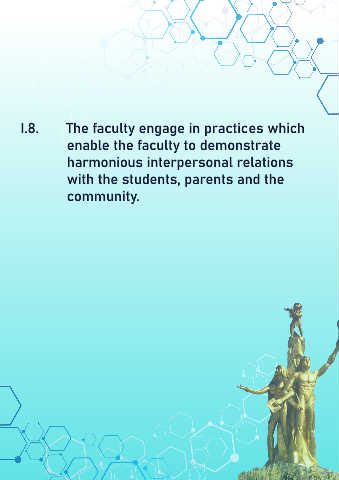 I.8. The faculty engage in practices which
enable the faculty to demonstrate
harmonious interpersonal relations
with the students, parents and the
community.